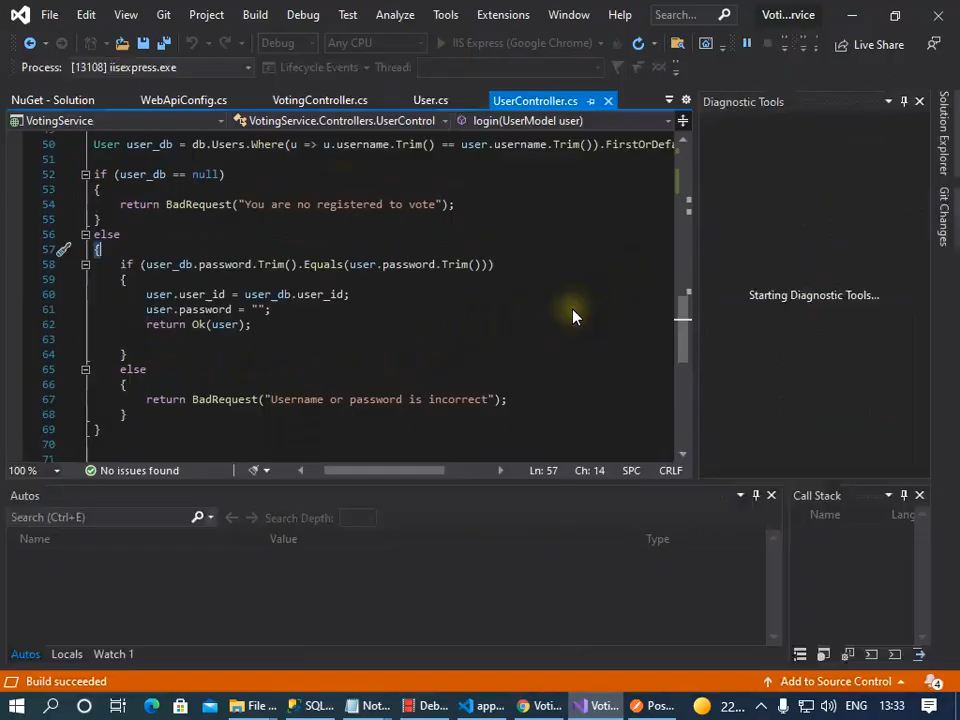 File Edit View Git Project Build Debug Test Analyze Tools Extensions Window Help Search... Voti...rvice
Debug Any CPU IIS Express (Google Chrome) Live Share
Process: [13108] iisexpress.exe Lifecycle Events Thread:
NuGet - Solution WebApiConfig.cs VotingController.cs User.cs UserController.cs
VotingService VotingService.Controllers.UserControl login(UserModel user)
50 User user_db = db.Users.Where(u => u.username.Trim() == user.username.Trim()).FirstOrDefa
51
52 if (user_db == null)
53 {
54 return BadRequest("You are no registered to vote");
55 }
56 else
57 {
58 if (user_db.password.Trim().Equals(user.password.Trim()))
59 {
60 user.user_id = user_db.user_id;
61 user.password = "";
62 return Ok(user);
63
64 }
65 else
66 {
67 return BadRequest("Username or password is incorrect");
68 }
69 }
70
71
100 % No issues found Ln: 57 Ch: 14 SPC CRLF
Diagnostic Tools
Starting Diagnostic Tools...
Solution Explorer
Git Changes
Autos
Search (Ctrl+E) Search Depth:
Name Value Type
Autos Locals Watch 1
Call Stack
Name Lang
Build succeeded Add to Source Control 4
File ... SQL... Not... Deb... app... Voti... Voti... Pos... 22... ENG 13:33